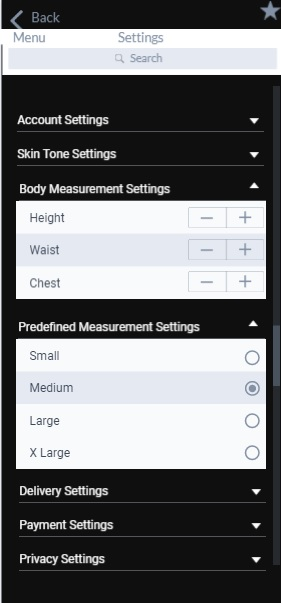 Back
Menu Settings
Search
Account Settings
Skin Tone Settings
Body Measurement Settings
Height
Waist
Chest
Predefined Measurement Settings
Small
Medium
Large
X Large
Delivery Settings
Payment Settings
Privacy Settings